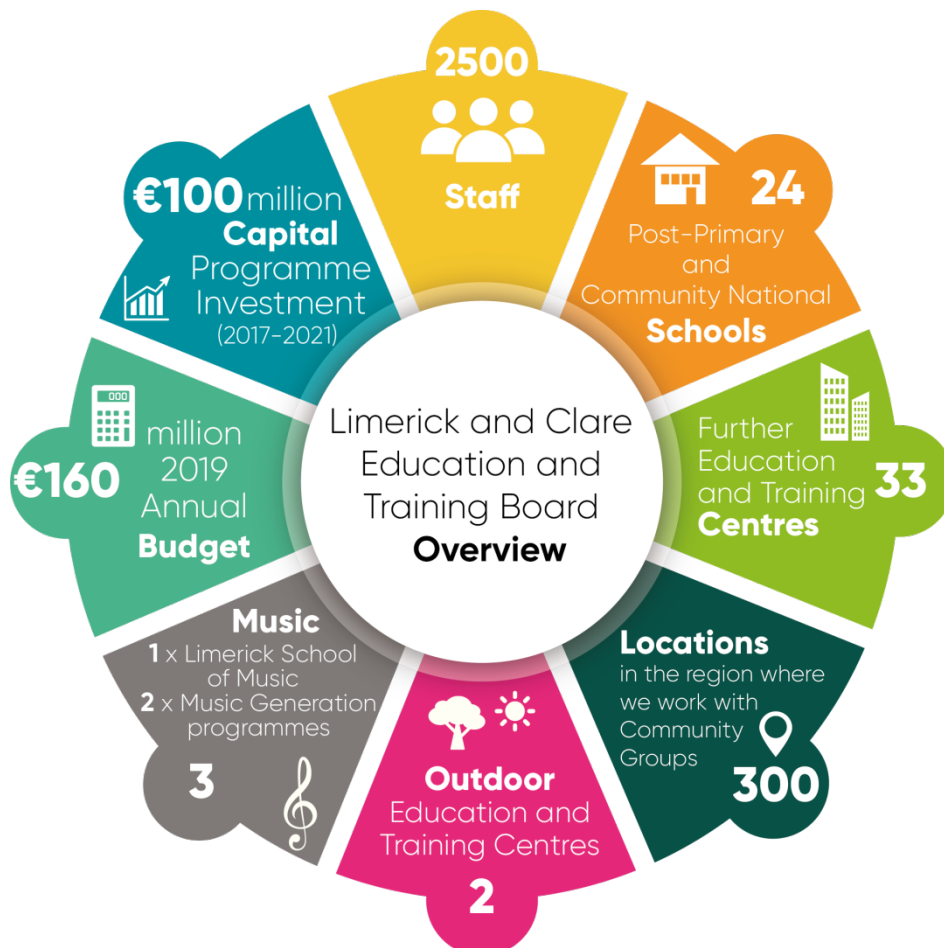 Limerick and Clare
Education and
Training Board
Overview
2500
Staff
24
Post-Primary
and
Community National
Schools
Further
Education
and Training
Centres
33
Locations
in the region where
we work with
Community
Groups
300
Outdoor
Education and
Training Centres
2
Music
1 x Limerick School
of Music
2 x Music Generation
programmes
3
€160
million
2019
Annual
Budget
000
€100 million
Capital
Programme
Investment
(2017-2021)